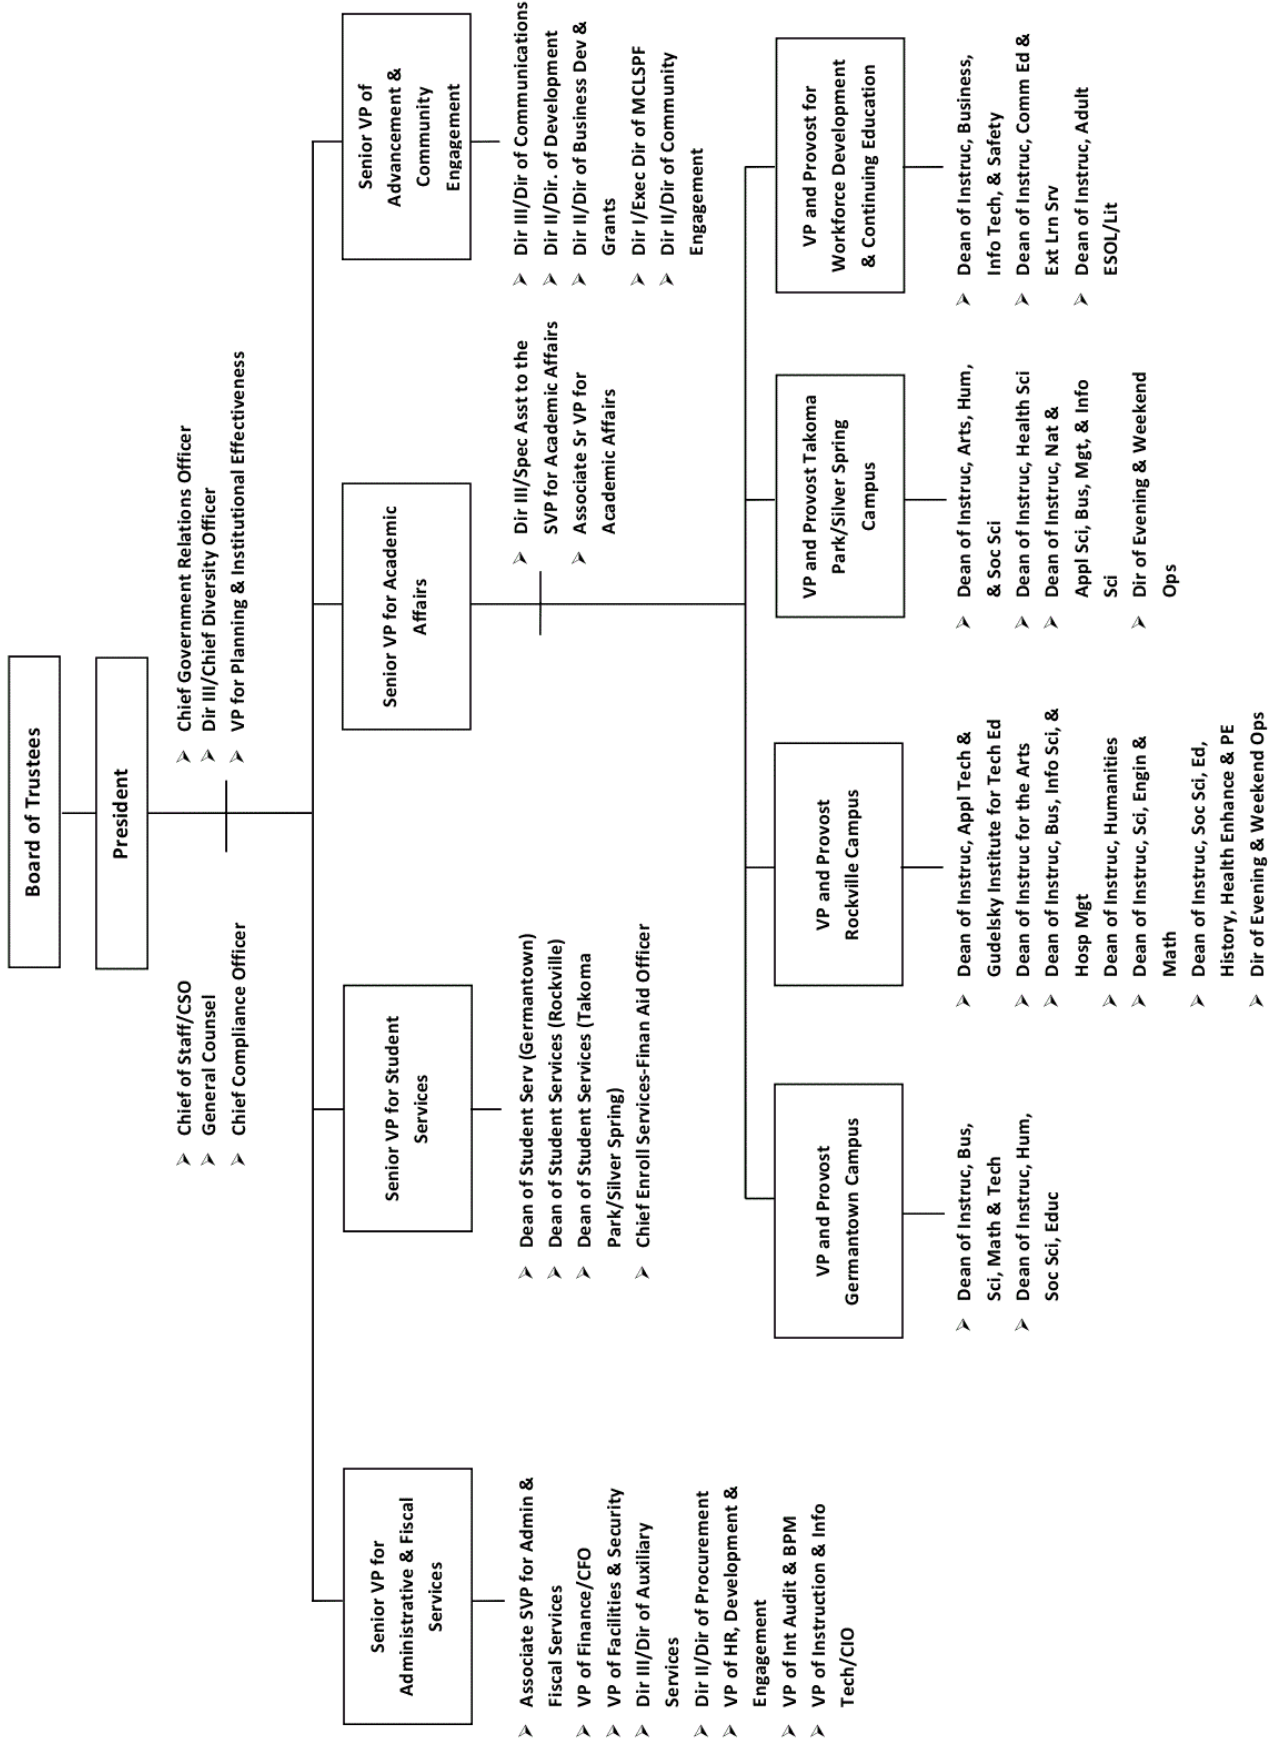 Board of Trustees
President
Chief of Staff/CSO
General Counsel
Chief Compliance Officer
Chief Government Relations Officer
Dir III/Chief Diversity Officer
VP for Planning & Institutional Effectiveness
Senior VP for
Administrative & Fiscal
Services
Associate SVP for Admin &
Fiscal Services
VP of Finance/CFO
VP of Facilities & Security
Dir III/Dir of Auxiliary
Services
Dir II/Dir of Procurement
VP of HR, Development &
Engagement
VP of Int Audit & BPM
VP of Instruction & Info
Tech/CIO
Senior VP for Student
Services
Dean of Student Serv (Germantown)
Dean of Student Services (Rockville)
Dean of Student Services (Takoma
Park/Silver Spring)
Chief Enroll Services-Finan Aid Officer
Senior VP for Academic
Affairs
Dir III/Spec Asst to the
SVP for Academic Affairs
Associate Sr VP for
Academic Affairs
Senior VP of
Advancement &
Community
Engagement
Dir III/Dir of Communications
Dir II/Dir. of Development
Dir II/Dir of Business Dev &
Grants
Dir I/Exec Dir of MCLSPF
Dir II/Dir of Community
Engagement
VP and Provost
Germantown Campus
Dean of Instruc, Bus,
Sci, Math & Tech
Dean of Instruc, Hum,
Soc Sci, Educ
VP and Provost
Rockville Campus
Dean of Instruc, Appl Tech &
Gudelsky Institute for Tech Ed
Dean of Instruc for the Arts
Dean of Instruc, Bus, Info Sci, &
Hosp Mgt
Dean of Instruc, Humanities
Dean of Instruc, Sci, Engin &
Math
Dean of Instruc, Soc Sci, Ed,
History, Health Enhance & PE
Dir of Evening & Weekend Ops
VP and Provost Takoma
Park/Silver Spring
Campus
Dean of Instruc, Arts, Hum,
& Soc Sci
Dean of Instruc, Health Sci
Dean of Instruc, Nat &
Appl Sci, Bus, Mgt, & Info
Sci
Dir of Evening & Weekend
Ops
VP and Provost for
Workforce Development
& Continuing Education
Dean of Instruc, Business,
Info Tech, & Safety
Dean of Instruc, Comm Ed &
Ext Lrn Srv
Dean of Instruc, Adult
ESOL/Lit